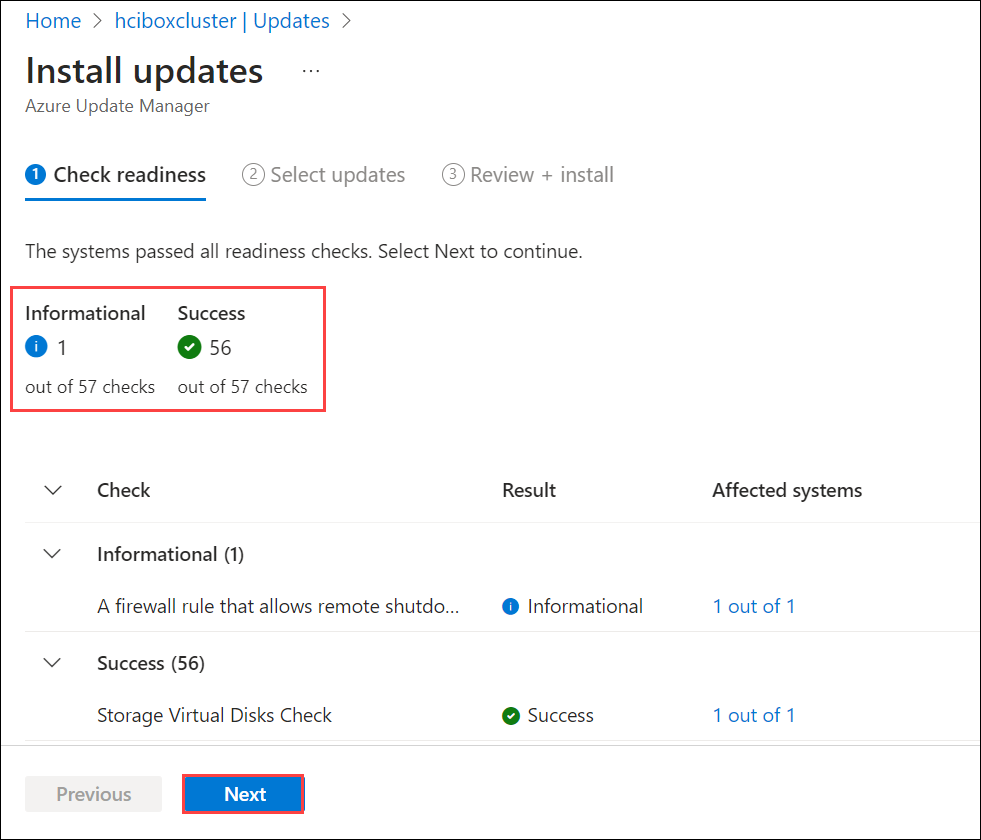 Home > hciboxcluster | Updates >
Install updates ...
Azure Update Manager
1 Check readiness 2 Select updates 3 Review + install
The systems passed all readiness checks. Select Next to continue.
Informational Success
i 1 56
out of 57 checks out of 57 checks
Check Result Affected systems
Informational (1)
A firewall rule that allows remote shutdo... i Informational 1 out of 1
Success (56)
Storage Virtual Disks Check Success 1 out of 1
Previous Next